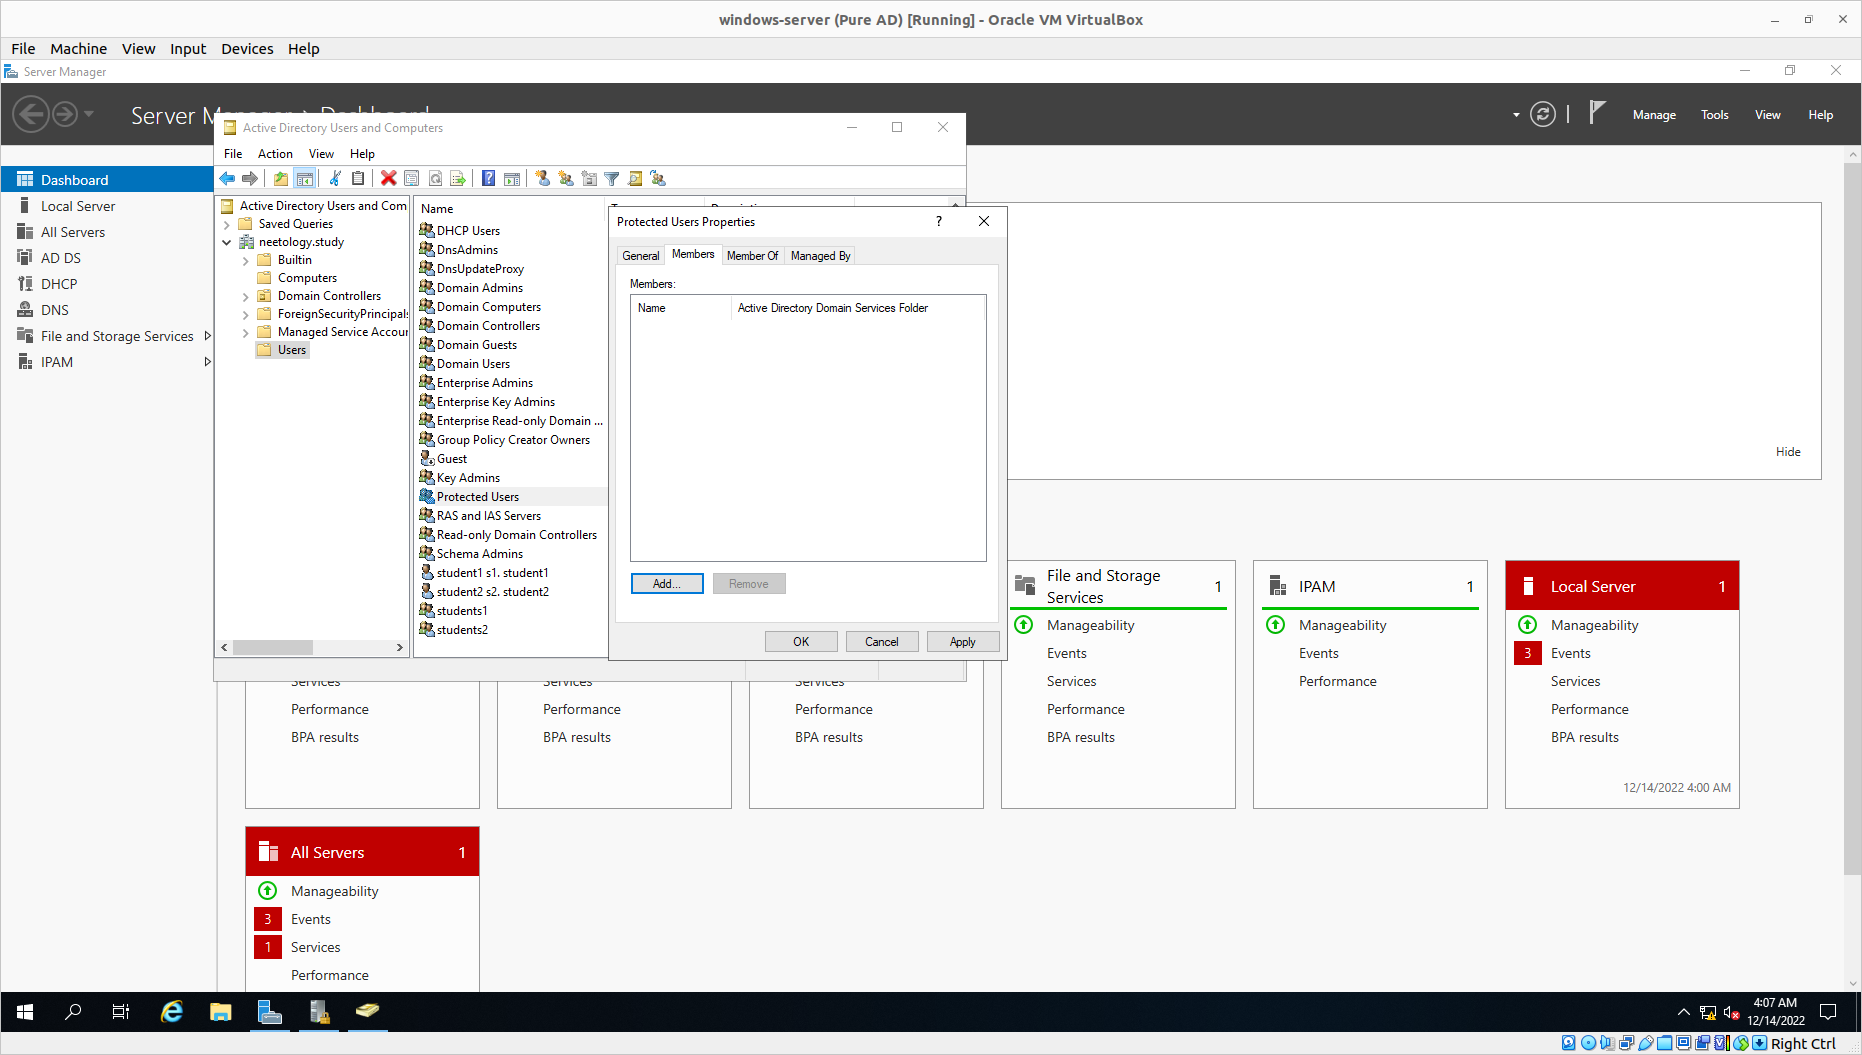 windows-server (Pure AD) [Running] - Oracle VM VirtualBox
File Machine View Input Devices Help
Server Manager
Manage Tools View Help
Active Directory Users and Computers
File Action View Help
Dashboard
Local Server
All Servers
AD DS
DHCP
DNS
File and Storage Services
IPAM
Active Directory Users and Com
Saved Queries
neetology.study
Builtin
Computers
Domain Controllers
ForeignSecurityPrincipals
Managed Service Accour
Users
Name
DHCP Users
DnsAdmins
DnsUpdateProxy
Domain Admins
Domain Computers
Domain Controllers
Domain Guests
Domain Users
Enterprise Admins
Enterprise Key Admins
Enterprise Read-only Domain ...
Group Policy Creator Owners
Guest
Key Admins
Protected Users
RAS and IAS Servers
Read-only Domain Controllers
Schema Admins
student1 s1. student1
student2 s2. student2
students1
students2
Protected Users Properties
?
General Members Member Of Managed By
Members:
Name Active Directory Domain Services Folder
Add... Remove
OK Cancel Apply
Hide
Services
Performance
BPA results
Services
Performance
BPA results
Services
Performance
BPA results
File and Storage
Services 1
Manageability
Events
Services
Performance
BPA results
IPAM 1
Manageability
Events
Performance
Local Server 1
Manageability
3 Events
Services
Performance
BPA results
12/14/2022 4:00 AM
All Servers 1
Manageability
3 Events
1 Services
Performance
4:07 AM
12/14/2022
Right Ctrl